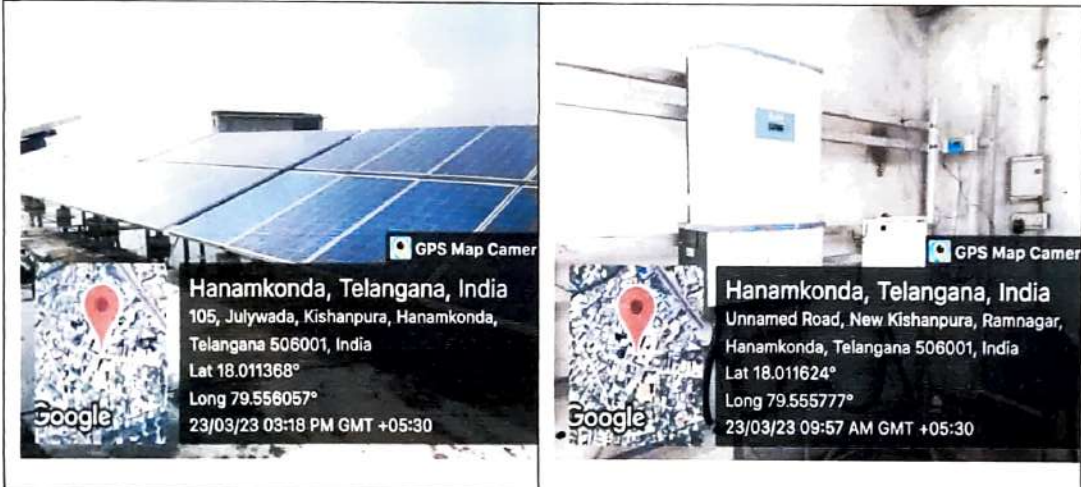 GPS Map Camer
Hanamkonda, Telangana, India
105, Julywada, Kishanpura, Hanamkonda,
Telangana 506001, India
Lat 18.011368°
Long 79.556057°
23/03/23 03:18 PM GMT +05:30
Google
GPS Map Camer
Hanamkonda, Telangana, India
Unnamed Road, New Kishanpura, Ramnagar,
Hanamkonda, Telangana 506001, India
Lat 18.011624°
Long 79.555777°
23/03/23 09:57 AM GMT +05:30
Google